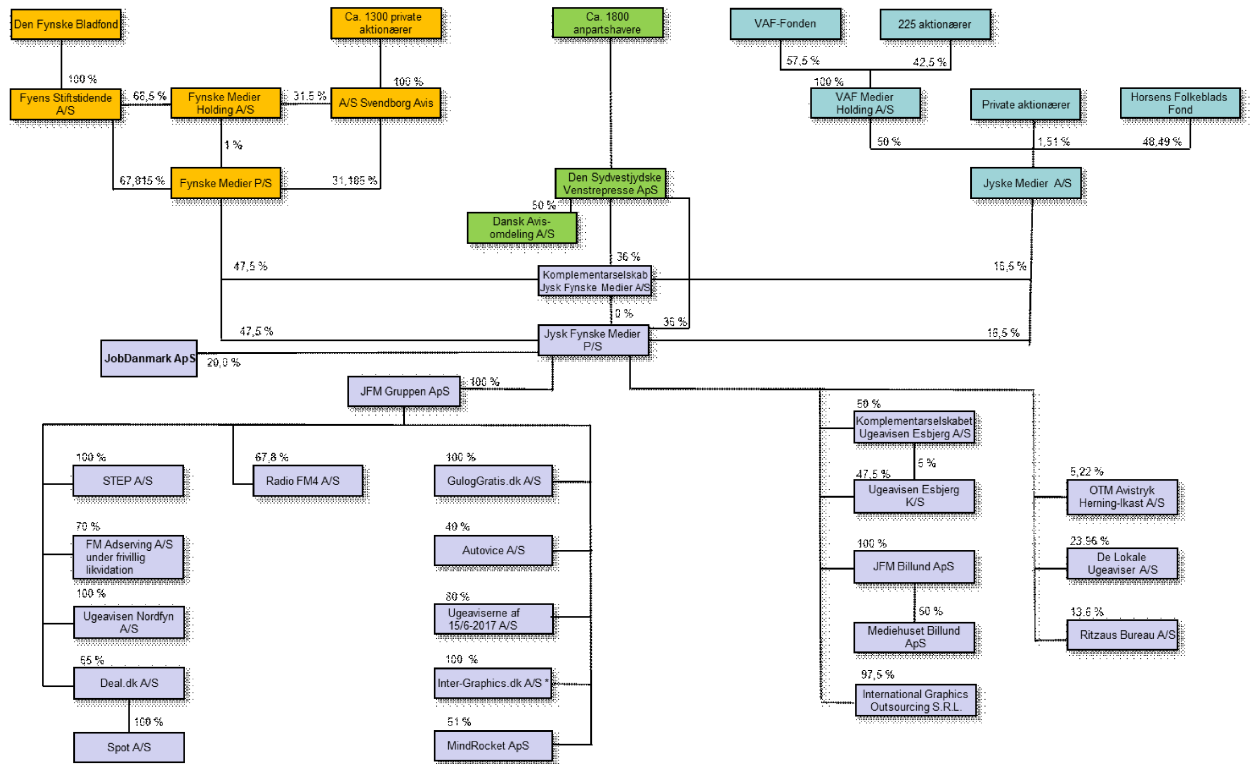 Den Fynske Bladfond
Ca. 1300 private
aktionærer
Ca. 1800
anpartshavere
VAF-Fonden
225 aktionærer
100 %
100 %
57,5 %
42,5 %
100 %
Fyens Stiftstidende
A/S
68,5 %
Fynske Medier
Holding A/S
31,5 %
A/S Svendborg Avis
VAF Medier
Holding A/S
Private aktionærer
Horsens Folkeblads
Fond
1 %
50 %
1,51 %
48,49 %
67,815 %
Fynske Medier P/S
31,185 %
Den Sydvestjydske
Venstrepresse ApS
Jyske Medier A/S
50 %
Dansk Avis-
omdeling A/S
36 %
47,5 %
Komplementarselskab
Jysk Fynske Medier A/S
16,5 %
0 %
36 %
47,5 %
Jysk Fynske Medier
P/S
16,5 %
JobDanmark ApS
20,0 %
JFM Gruppen ApS
100 %
50 %
Komplementarselskabet
Ugeavisen Esbjerg A/S
5 %
100 %
STEP A/S
67,8 %
Radio FM4 A/S
100 %
GulogGratis.dk A/S
47,5 %
Ugeavisen Esbjerg
K/S
5,22 %
OTM Avistryk
Herning-Ikast A/S
70 %
FM Adserving A/S
under frivillig
likvidation
40 %
Autovice A/S
100 %
JFM Billund ApS
23,96 %
De Lokale
Ugeaviser A/S
100 %
Ugeavisen Nordfyn
A/S
80 %
Ugeaviserne af
15/6-2017 A/S
50 %
Mediehuset Billund
ApS
13,6 %
Ritzaus Bureau A/S
65 %
Deal.dk A/S
100 %
Inter-Graphics.dk A/S *
97,5 %
International Graphics
Outsourcing S.R.L.
100 %
Spot A/S
51 %
MindRocket ApS